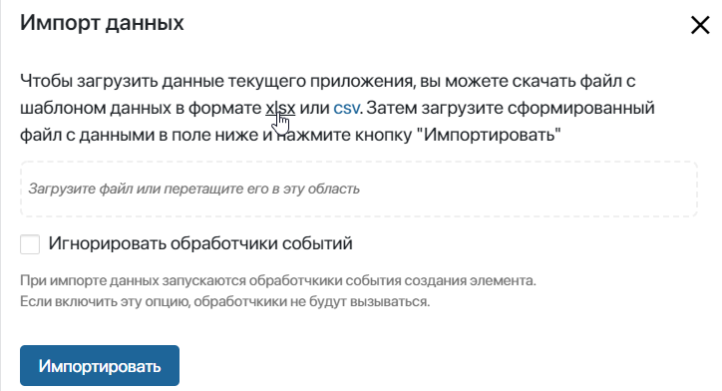 Импорт данных
Чтобы загрузить данные текущего приложения, вы можете скачать файл с
шаблоном данных в формате xlsx или csv. Затем загрузите сформированный
файл с данными в поле ниже и нажмите кнопку "Импортировать"
Загрузите файл или перетащите его в эту область
Игнорировать обработчики событий
При импорте данных запускаются обработчкики события создания элемента.
Если включить эту опцию, обработчкики не будут вызываться.
Импортировать